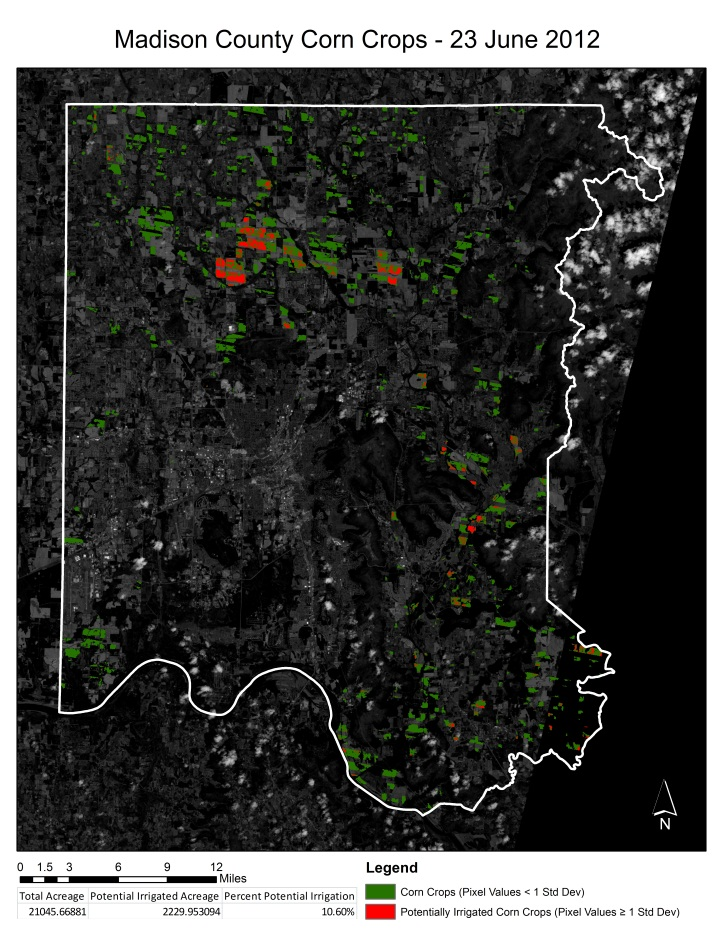 Madison County Corn Crops - 23 June 2012
N
0 1.5 3 6 9 12
Miles
Total Acreage Potential Irrigated Acreage Percent Potential Irrigation
21045.66881 2229.953094 10.60%
Legend
Corn Crops (Pixel Values < 1 Std Dev)
Potentially Irrigated Corn Crops (Pixel Values ≥ 1 Std Dev)